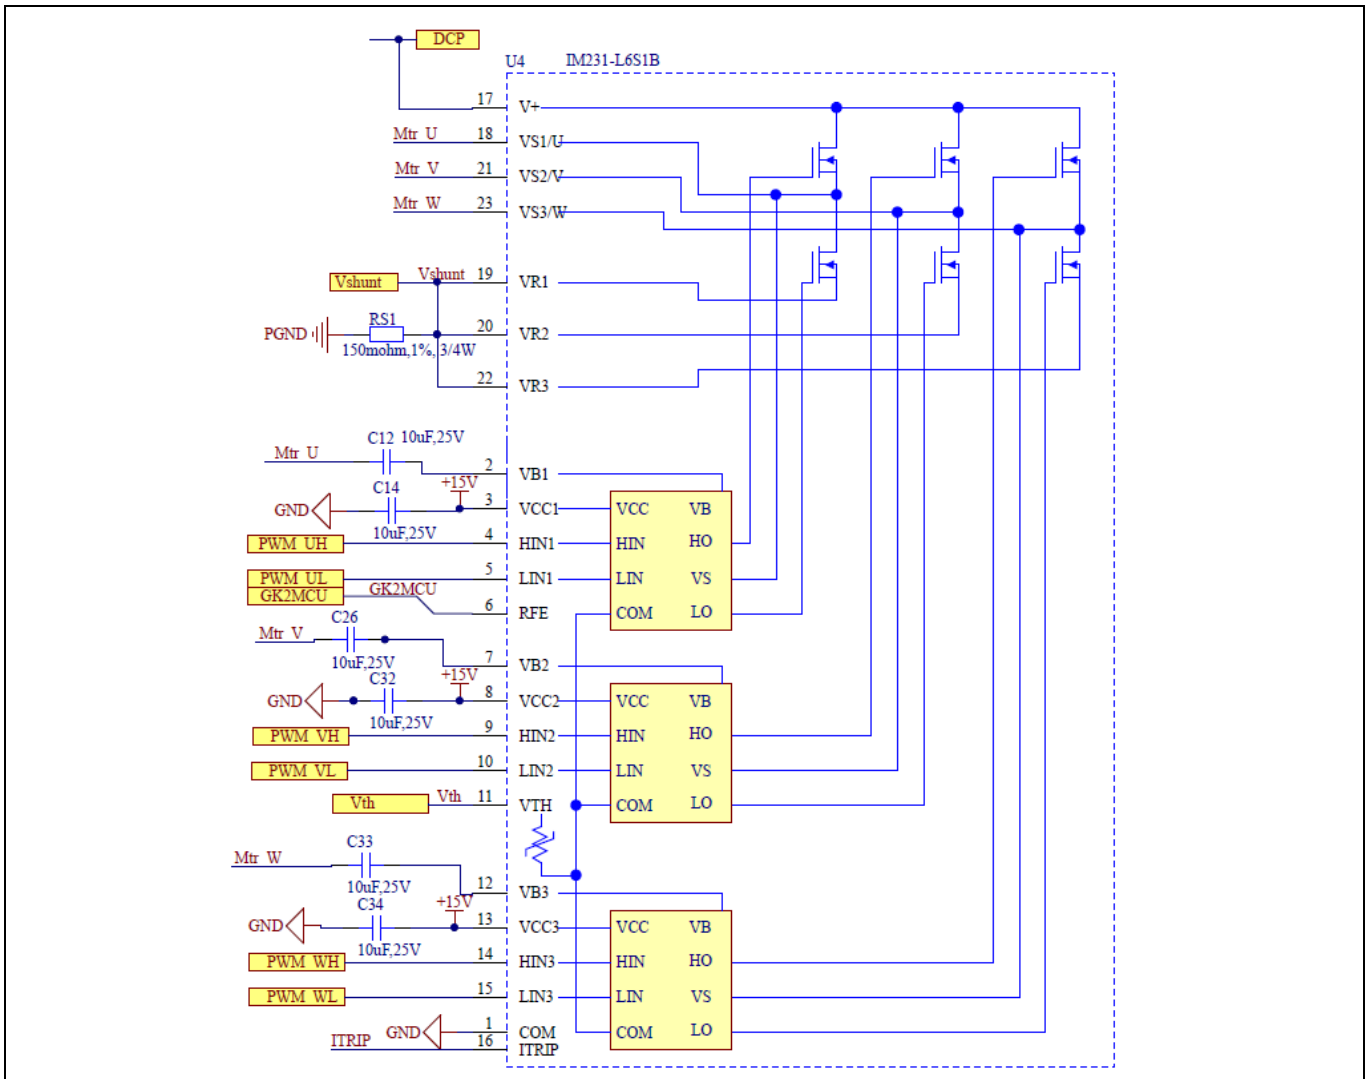 DCP
U4 IM231-L6S1B
17 V+
Mtr U 18 VS1/U
Mtr V 21 VS2/V
Mtr W 23 VS3/W
Vshunt Vshunt 19 VR1
RS1
PGND 20 VR2
150mohm,1%, 3/4W
22 VR3
C12 10uF,25V
Mtr U 2 VB1
+15V
C14
GND 3 VCC1 VCC VB
10uF,25V
PWM UH 4 HIN1 HIN HO
PWM UL 5 LIN1 LIN VS
GK2MCU GK2MCU
6 RFE COM LO
C26
Mtr V
10uF,25V 7 VB2
+15V
C32
GND 8 VCC2 VCC VB
10uF,25V
PWM VH 9 HIN2 HIN HO
PWM VL 10 LIN2 LIN VS
Vth Vth 11 VTH COM LO
C33
Mtr W
10uF,25V 12 VB3
+15V
C34
GND 13 VCC3 VCC VB
10uF,25V
PWM WH 14 HIN3 HIN HO
PWM WL 15 LIN3 LIN VS
GND 1 COM COM LO
ITRIP 16 ITRIP